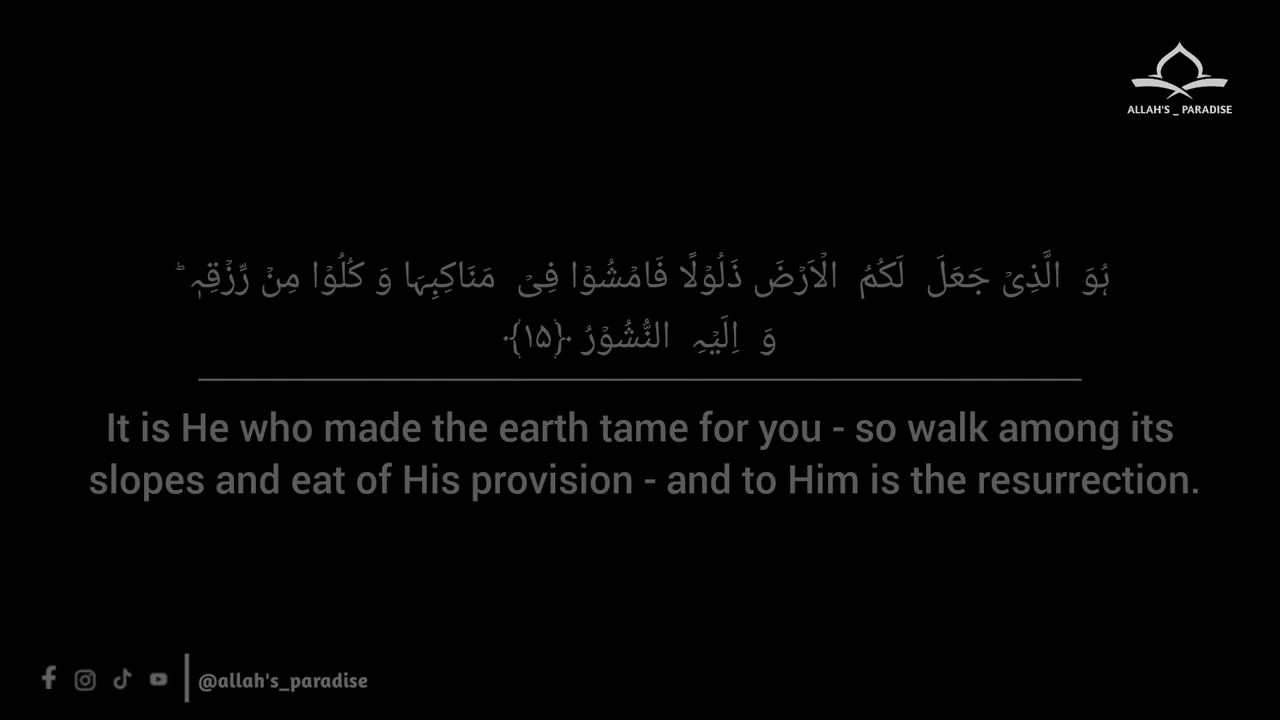 ALLAH'S _ PARADISE
ہُوَ الَّذِیۡ جَعَلَ لَکُمُ الۡاَرۡضَ ذَلُوۡلًا فَامۡشُوۡا فِیۡ مَنَاکِبِہَا وَ کُلُوۡا مِنۡ رِّزۡقِہٖ ؕ
وَ اِلَیۡہِ النُّشُوۡرُ ﴿۱۵﴾
It is He who made the earth tame for you - so walk among its
slopes and eat of His provision - and to Him is the resurrection.
@allah's_paradise